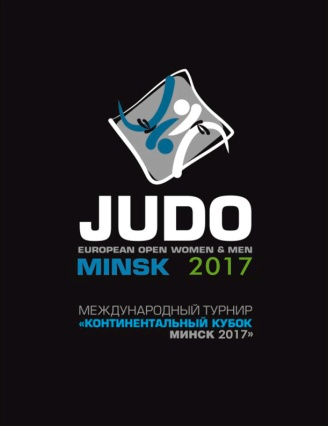 JUDO
EUROPEAN OPEN WOMEN & MEN
MINSK 2017
МЕЖДУНАРОДНЫЙ ТУРНИР
«КОНТИНЕНТАЛЬНЫЙ КУБОК
МИНСК 2017»